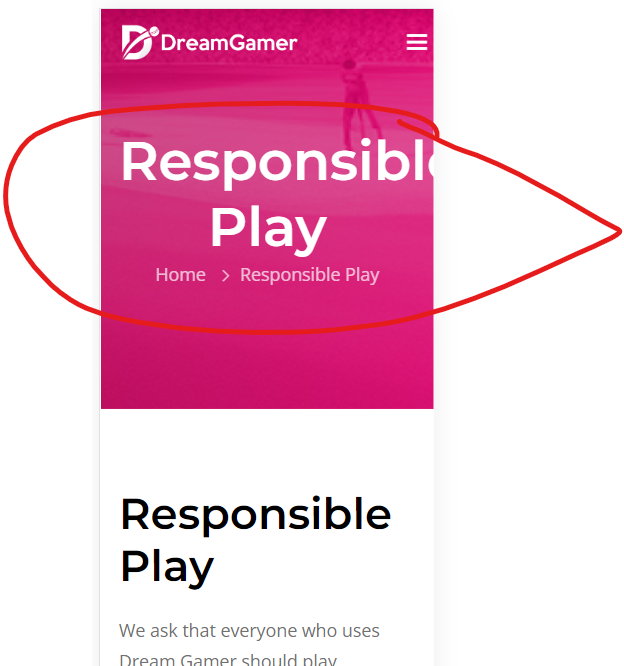 DreamGamer
Responsible
Play
Home > Responsible Play
Responsible
Play
We ask that everyone who uses
Dream Gamer should play